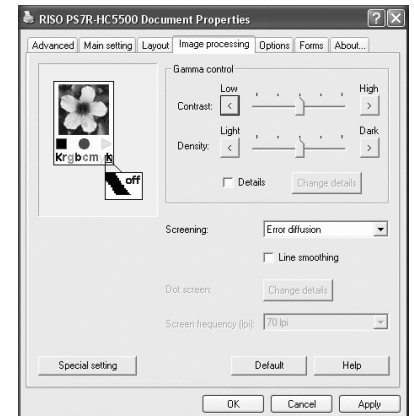 RISO PS7R-HC5500 Document Properties
Advanced Main setting Layout Image processing Options Forms About...
Gamma control
Low High
Contrast: < >
Light Dark
Density: < >
Details Change details
Krgbcmyk
off
Screening: Error diffusion
Line smoothing
Dot screen: Change details
Screen frequency (lpi): 70 lpi
Special setting Default Help
OK Cancel Apply